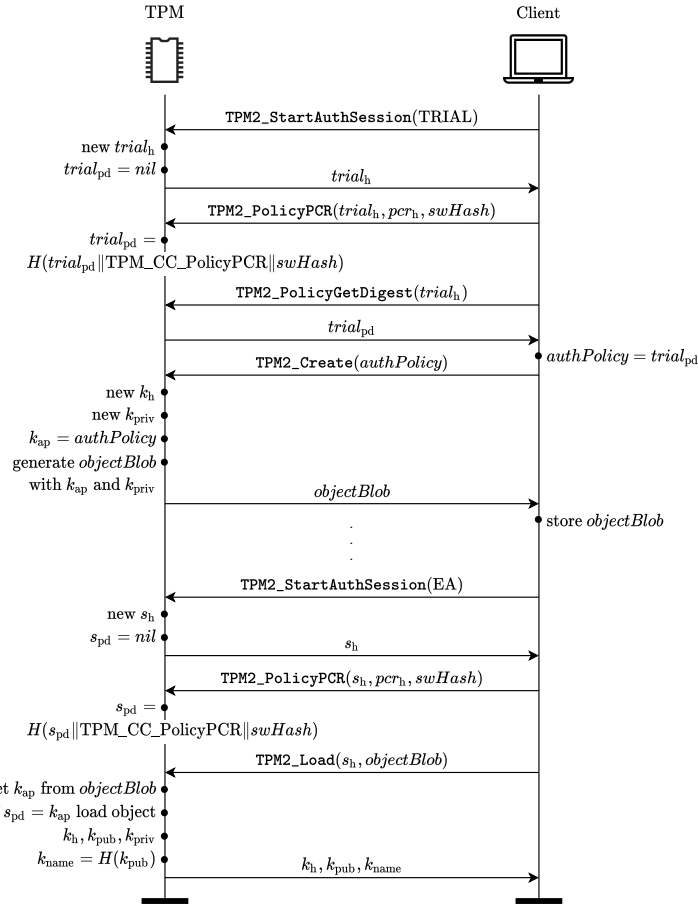 TPM
Client
TPM2_StartAuthSession(TRIAL)
new trial_h
trial_pd = nil
trial_h
TPM2_PolicyPCR(trial_h, pcr_h, swHash)
trial_pd =
H(trial_pd‖TPM_CC_PolicyPCR‖swHash)
TPM2_PolicyGetDigest(trial_h)
trial_pd
authPolicy = trial_pd
TPM2_Create(authPolicy)
new k_h
new k_priv
k_ap = authPolicy
generate objectBlob
with k_ap and k_priv
objectBlob
store objectBlob
.
.
.
TPM2_StartAuthSession(EA)
new s_h
s_pd = nil
s_h
TPM2_PolicyPCR(s_h, pcr_h, swHash)
s_pd =
H(s_pd‖TPM_CC_PolicyPCR‖swHash)
TPM2_Load(s_h, objectBlob)
k_ap from objectBlob
s_pd = k_ap load object
k_h, k_pub, k_priv
k_name = H(k_pub)
k_h, k_pub, k_name